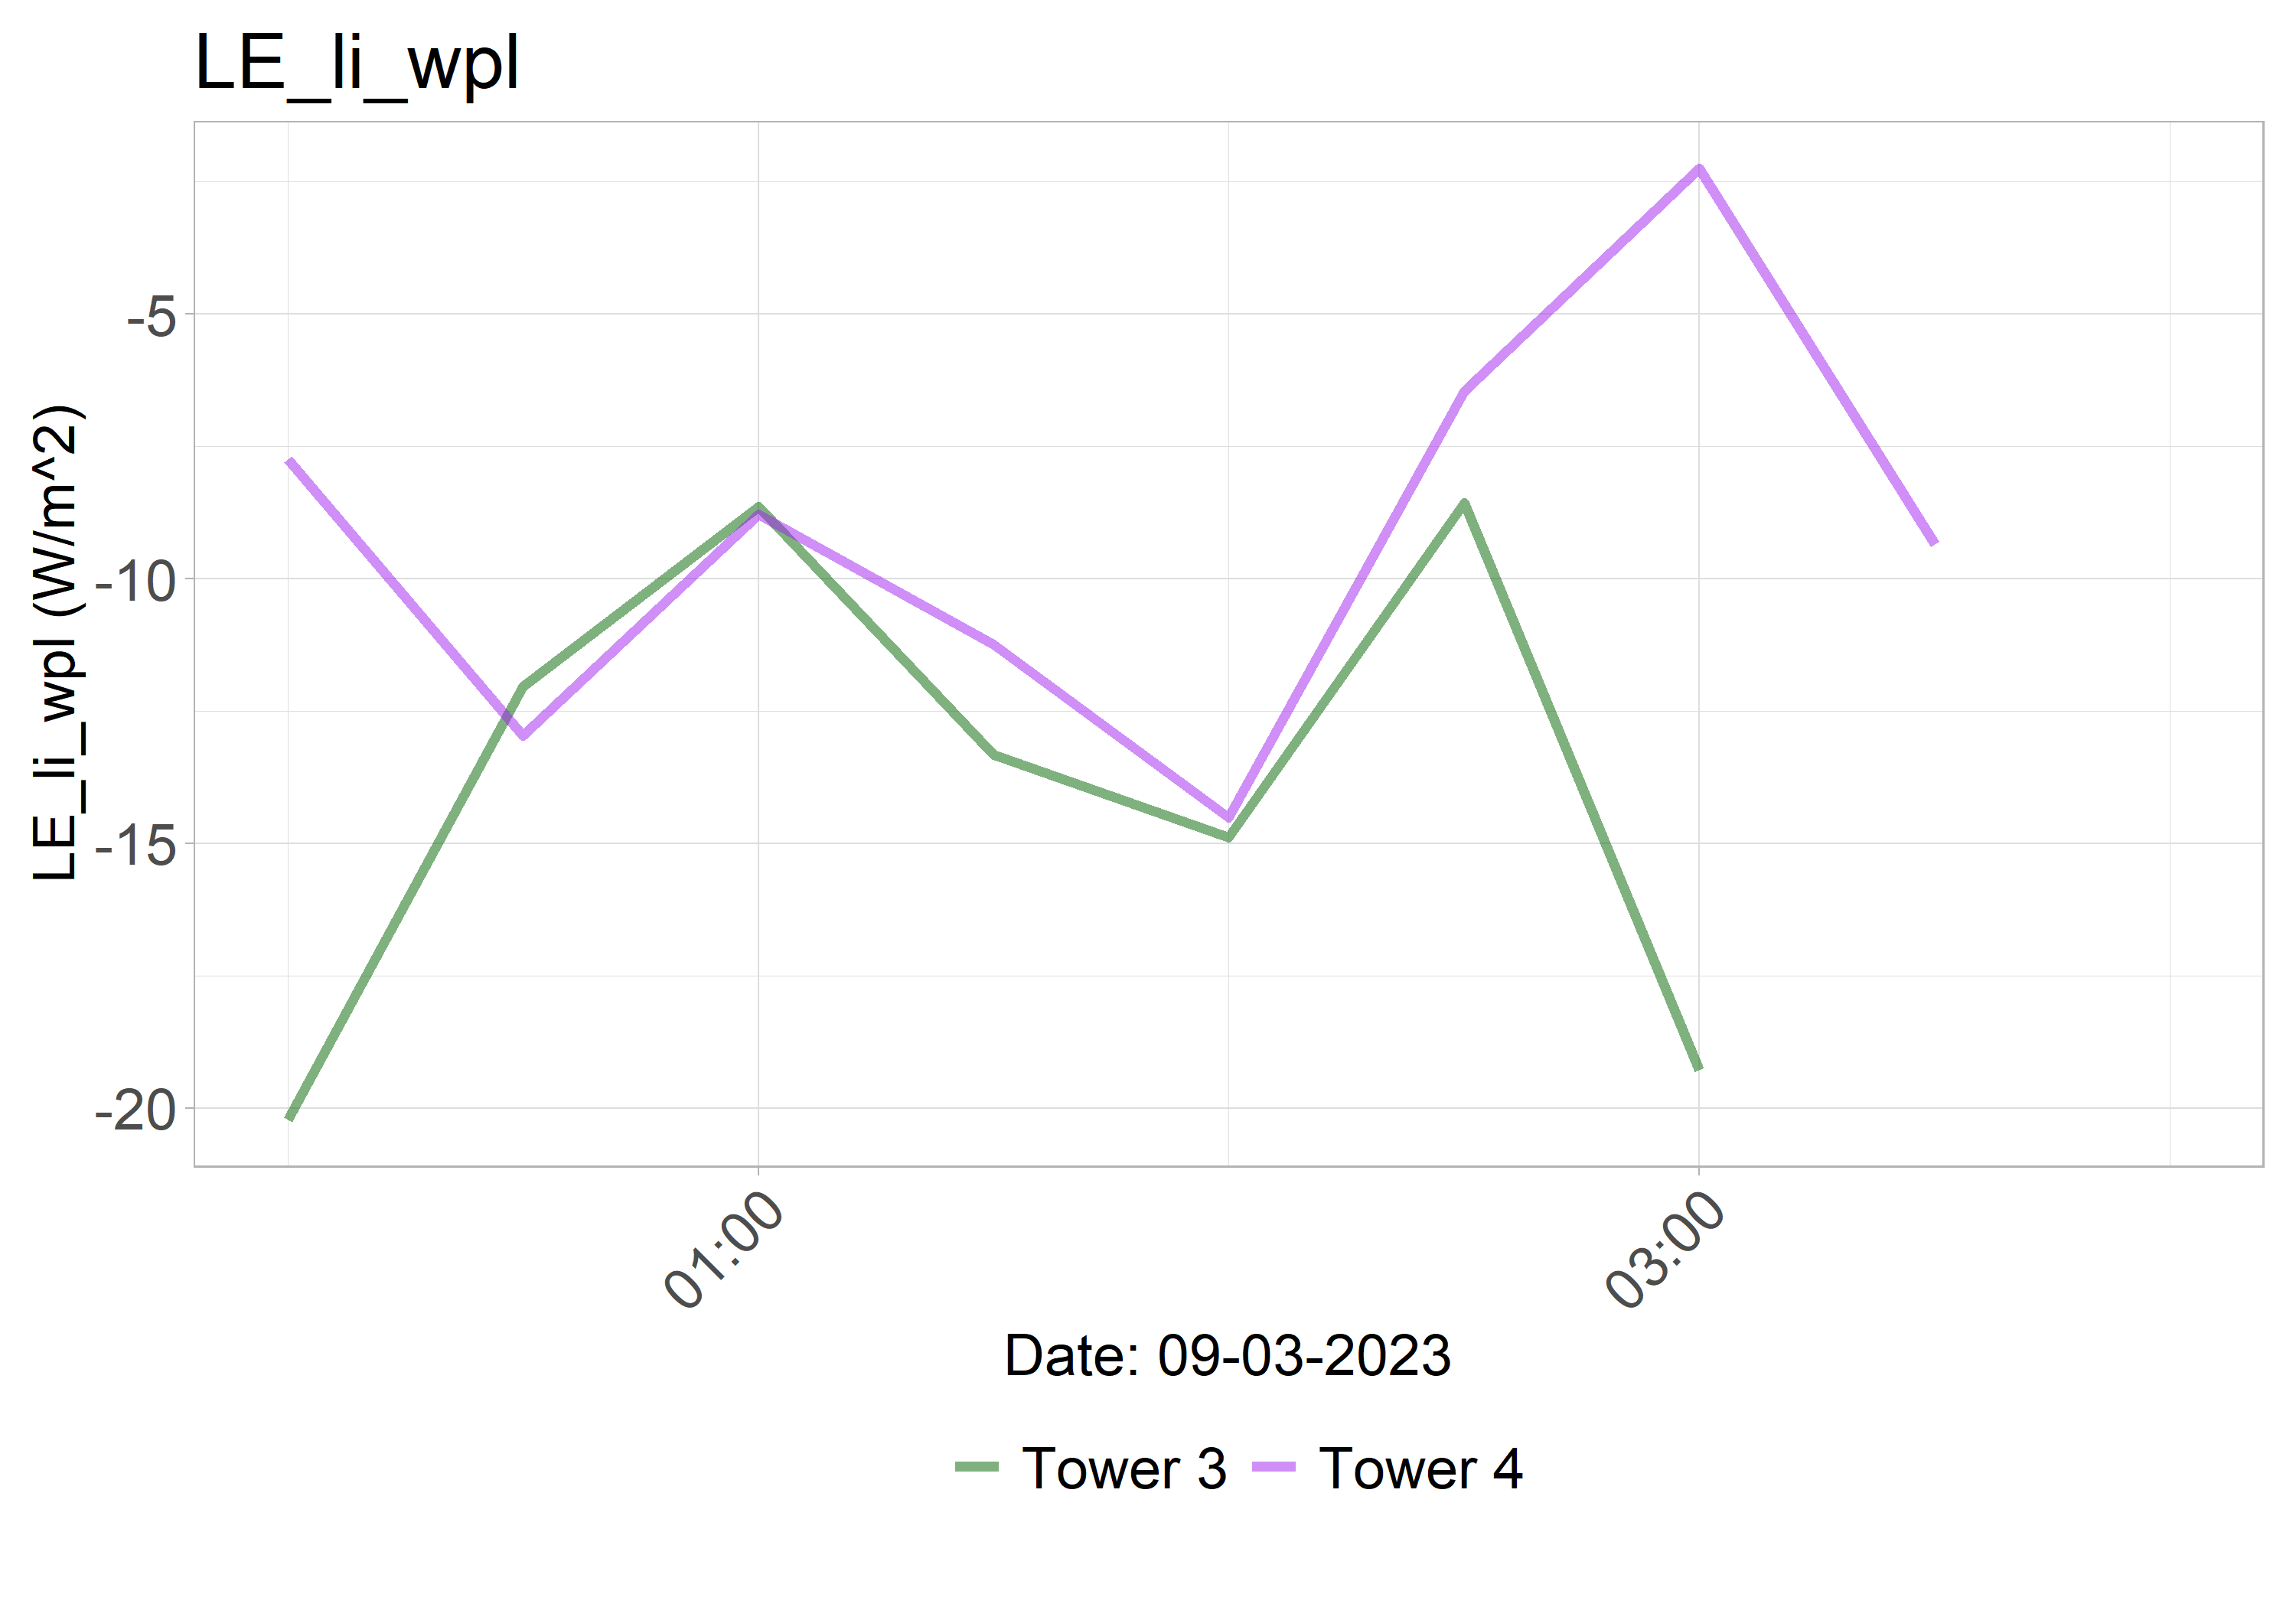 LE_li_wpl
LE_li_wpl (W/m^2)
-5
-10
-15
-20
01:00
03:00
Date: 09-03-2023
Tower 3
Tower 4